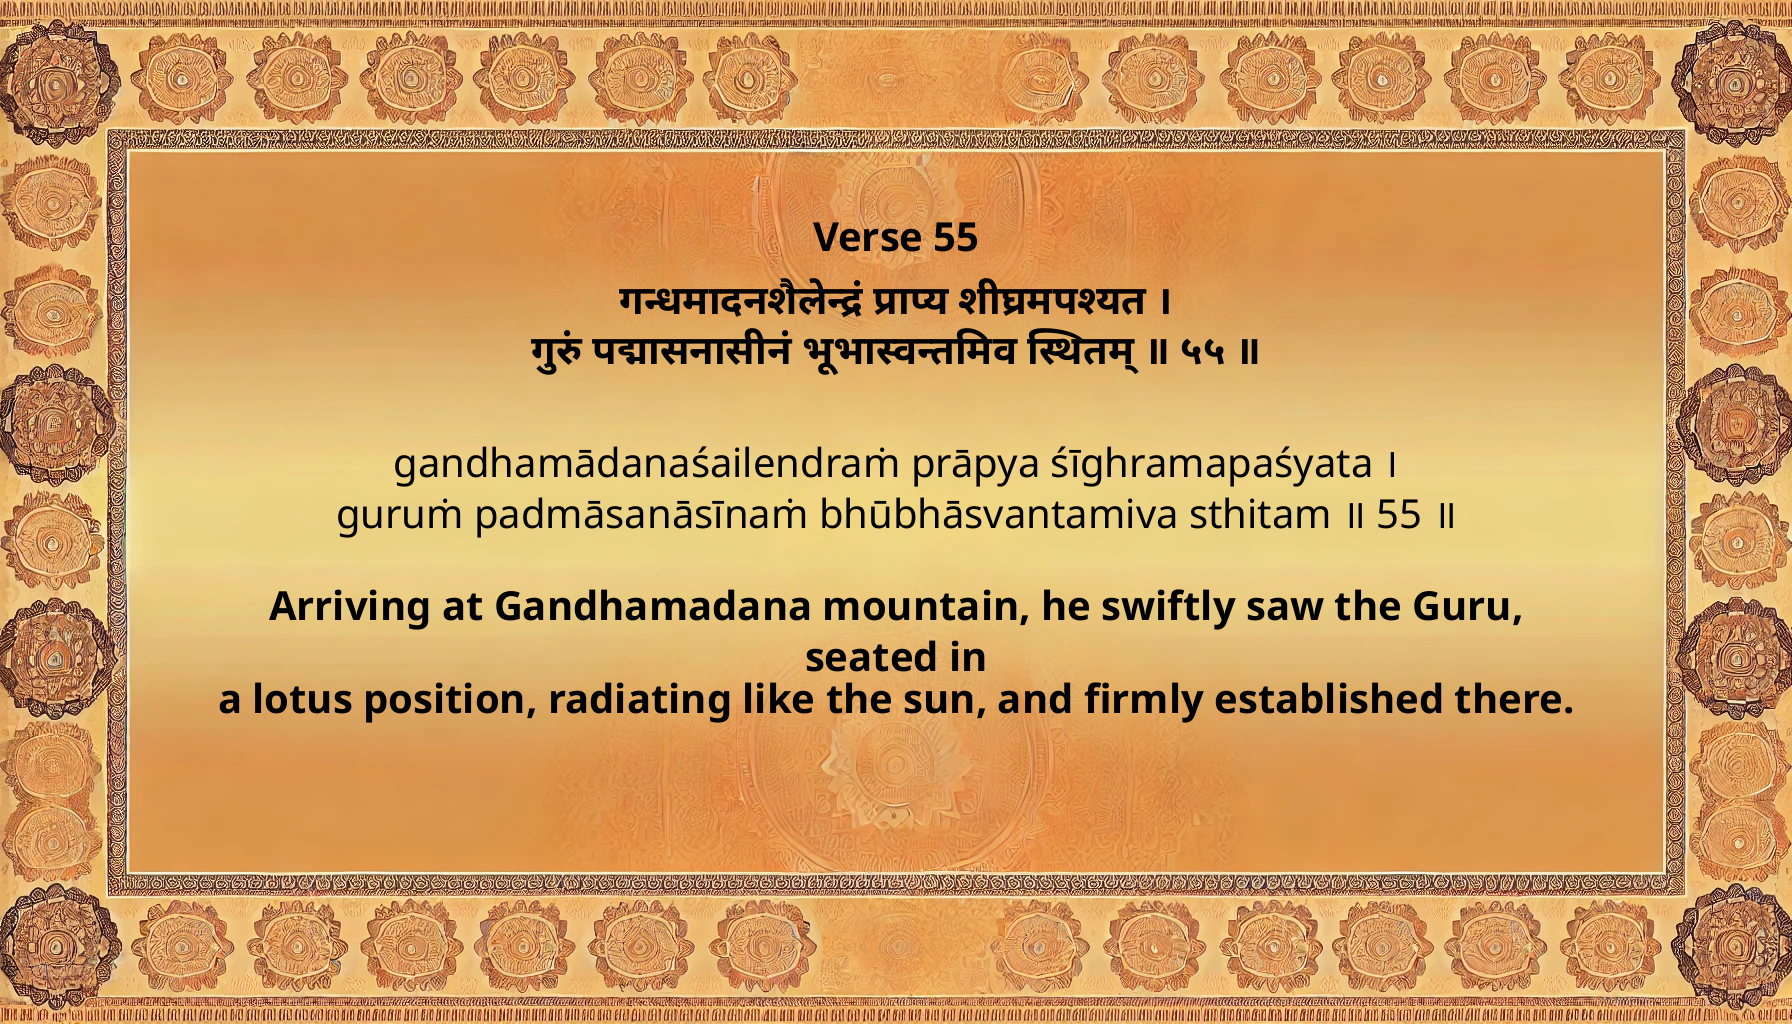 Verse 55
गन्धमादनशैलेन्द्रं प्राप्य शीघ्रमपश्यत ।
गुरुं पद्मासनासीनं भूभास्वन्तमिव स्थितम् ॥ ५५ ॥
gandhamādanaśailendraṁ prāpya śīghramapaśyata ।
guruṁ padmāsanāsīnaṁ bhūbhāsvantamiva sthitam ॥ 55 ॥
Arriving at Gandhamadana mountain, he swiftly saw the Guru,
seated in
a lotus position, radiating like the sun, and firmly established there.